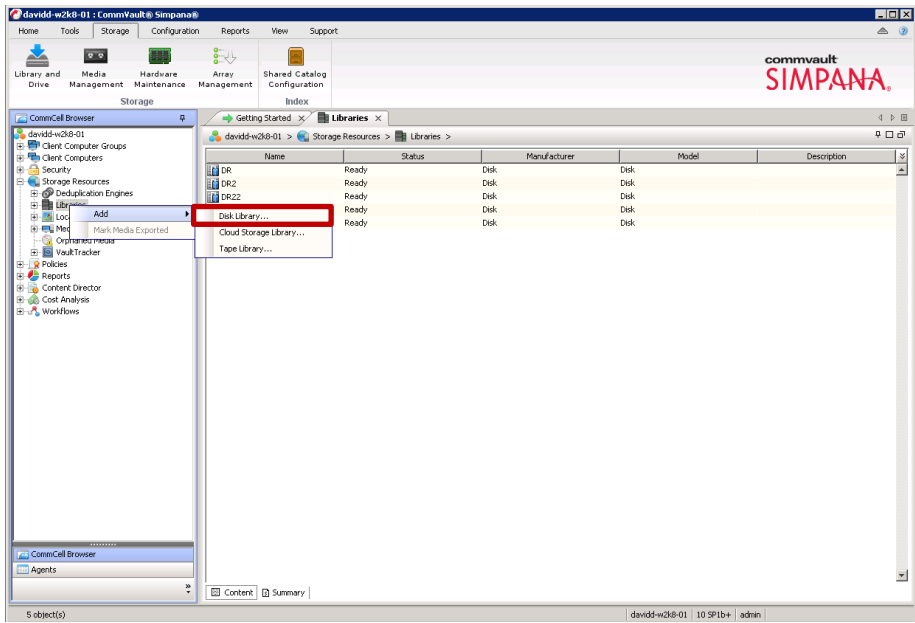 davidd-w2k8-01 : CommVault® Simpana®
Home Tools Storage Configuration Reports View Support
Library and Drive
Media Management
Hardware Maintenance
Array Management
Shared Catalog Configuration
Storage
Index
commvault
SIMPANA®
CommCell Browser
davidd-w2k8-01
Client Computer Groups
Client Computers
Security
Storage Resources
Deduplication Engines
Libraries
Loc
Med
Orphaned Media
VaultTracker
Policies
Reports
Content Director
Cost Analysis
Workflows
Add
Mark Media Exported
Disk Library...
Cloud Storage Library...
Tape Library...
Getting Started
Libraries
davidd-w2k8-01 > Storage Resources > Libraries >
Name Status Manufacturer Model Description
DR Ready Disk Disk
DR2 Ready Disk Disk
DR22 Ready Disk Disk
Ready Disk Disk
Ready Disk Disk
CommCell Browser
Agents
Content Summary
5 object(s)
davidd-w2k8-01 10 SP1b+ admin